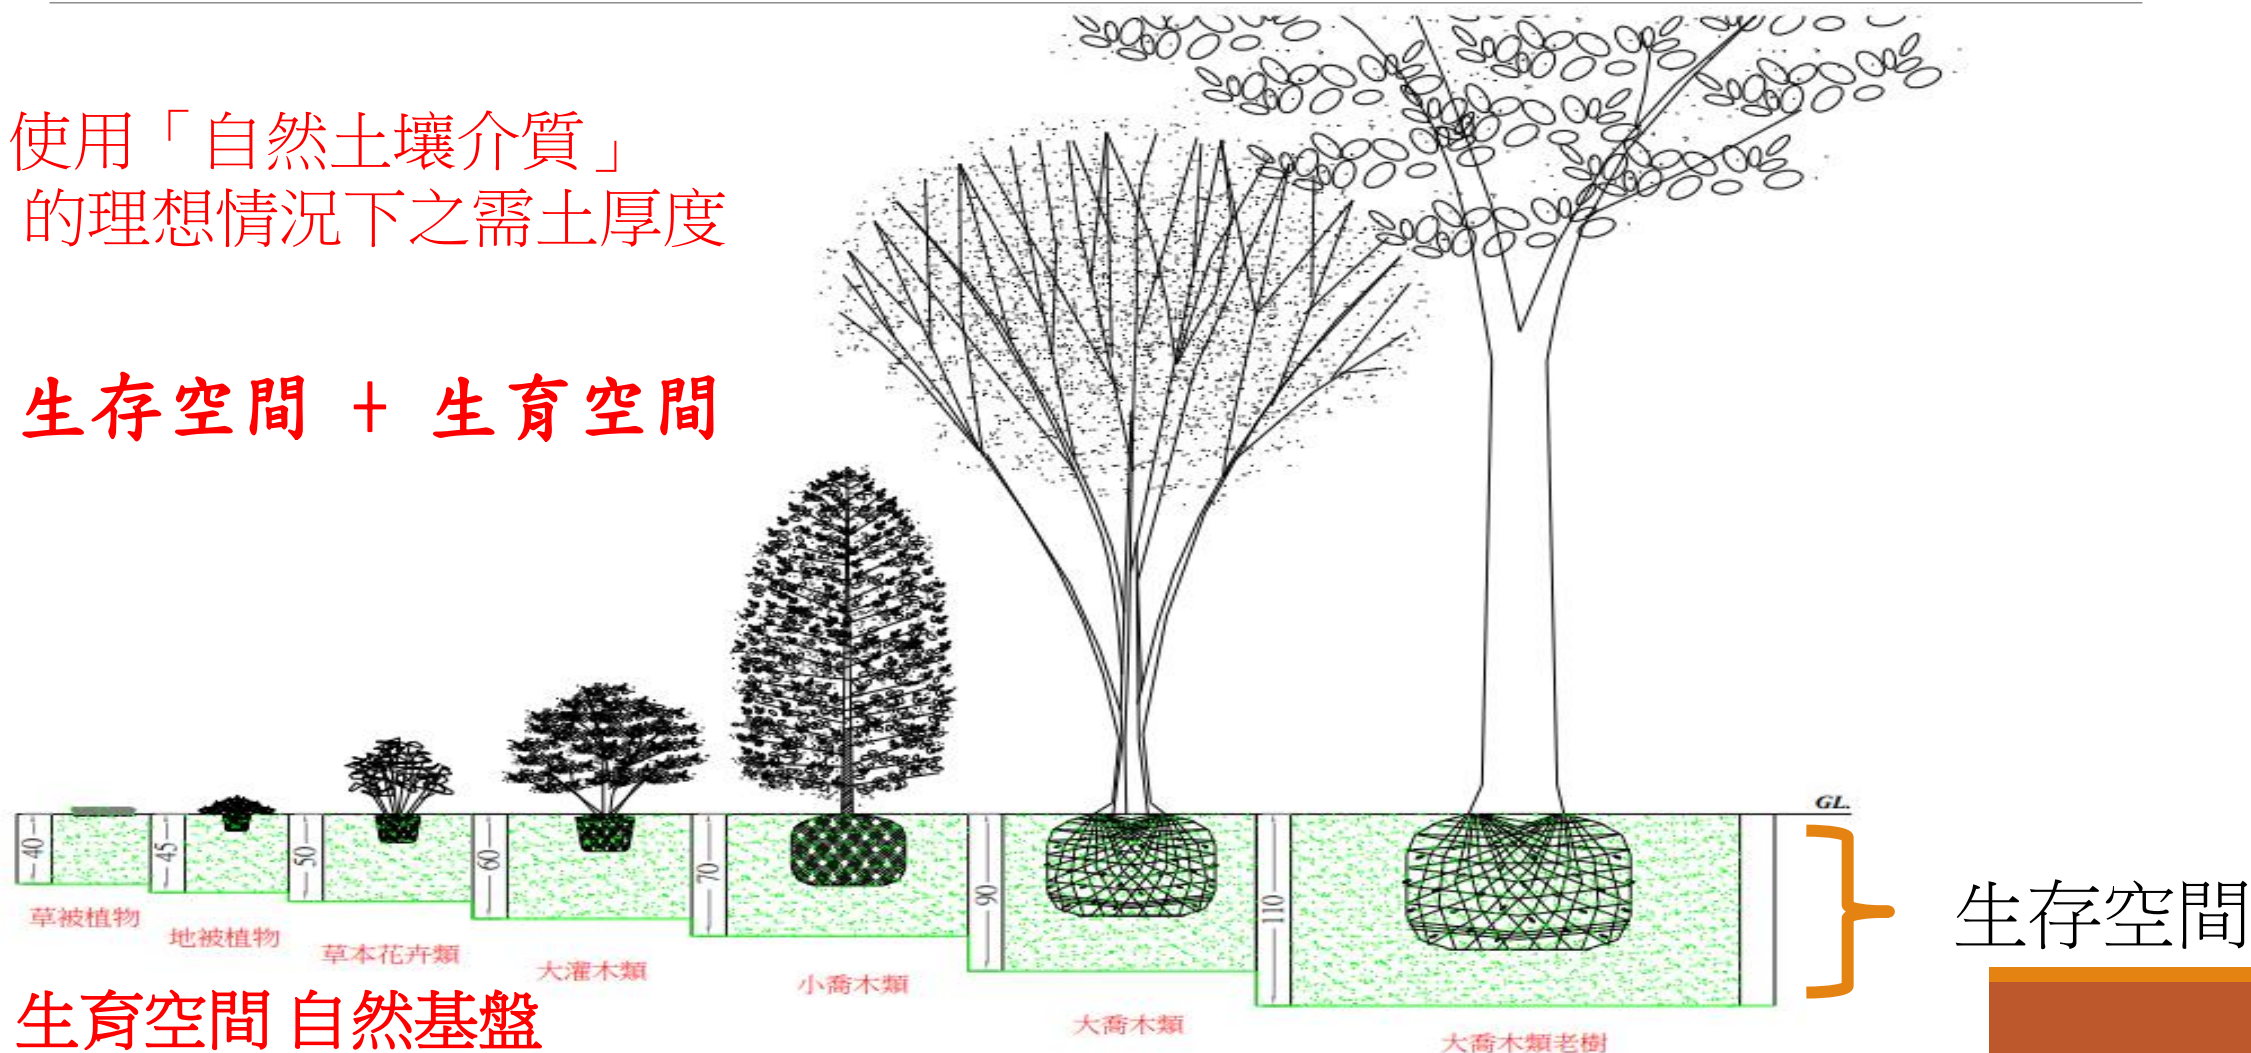 使用「自然土壤介質」
的理想情況下之需土厚度
生存空間 + 生育空間
GL.
40
45
50
60
70
90
110
草被植物
地被植物
草本花卉類
大灌木類
小喬木類
大喬木類
大喬木類老樹
生存空間
生育空間 自然基盤